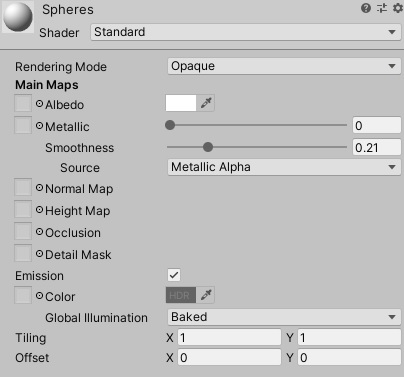 Spheres
Shader Standard
Rendering Mode Opaque
Main Maps
Albedo
Metallic 0
Smoothness 0.21
Source Metallic Alpha
Normal Map
Height Map
Occlusion
Detail Mask
Emission
Color HDR
Global Illumination Baked
Tiling X 1 Y 1
Offset X 0 Y 0